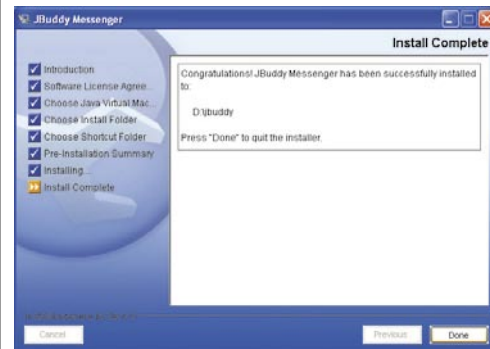 JBuddy Messenger
Install Complete
Introduction
Software License Agree...
Choose Java Virtual Mac...
Choose Install Folder
Choose Shortcut Folder
Pre-Installation Summary
Installing...
Install Complete
Congratulations! JBuddy Messenger has been successfully installed
to:
D:\jbuddy
Press "Done" to quit the installer.
Cancel
Previous
Done